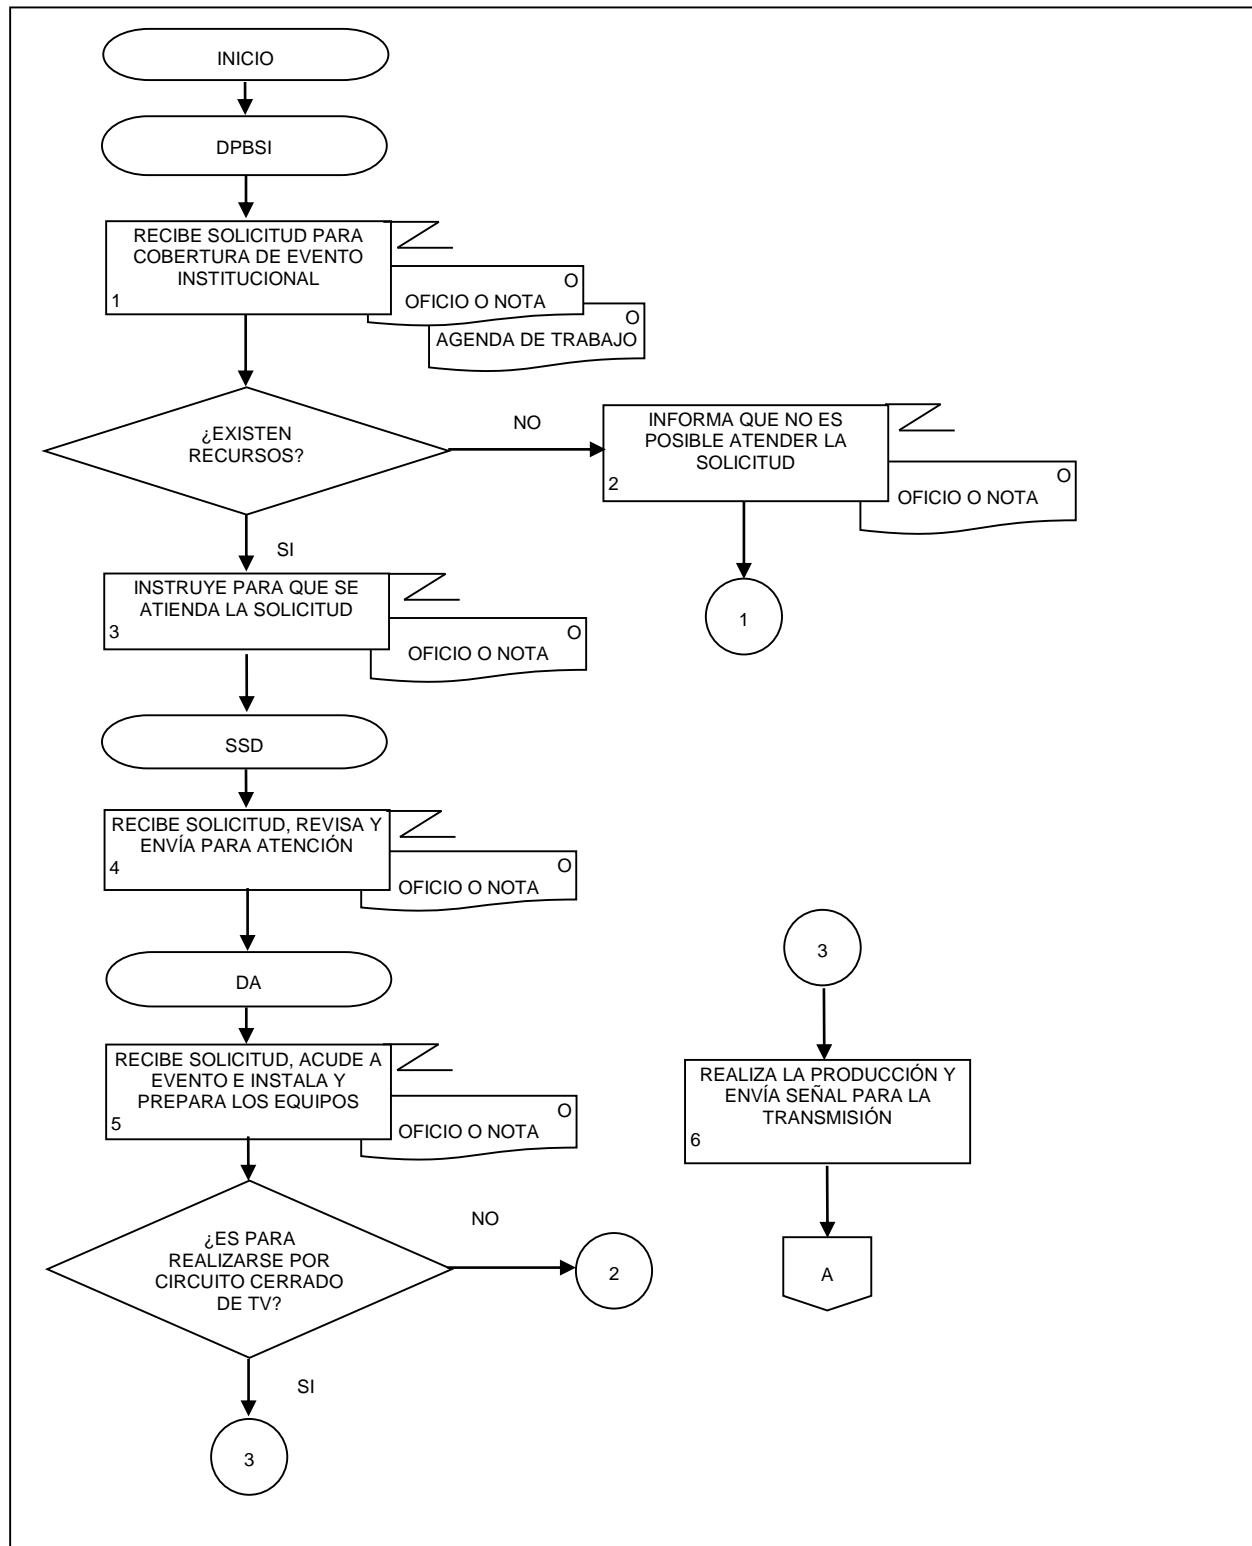 INICIO
DPBSI
RECIBE SOLICITUD PARA
COBERTURA DE EVENTO
INSTITUCIONAL
1
O
OFICIO O NOTA
O
AGENDA DE TRABAJO
¿EXISTEN
RECURSOS?
NO
INFORMA QUE NO ES
POSIBLE ATENDER LA
SOLICITUD
2
O
OFICIO O NOTA
1
SI
INSTRUYE PARA QUE SE
ATIENDA LA SOLICITUD
3
O
OFICIO O NOTA
SSD
RECIBE SOLICITUD, REVISA Y
ENVÍA PARA ATENCIÓN
4
O
OFICIO O NOTA
DA
RECIBE SOLICITUD, ACUDE A
EVENTO E INSTALA Y
PREPARA LOS EQUIPOS
5
O
OFICIO O NOTA
¿ES PARA
REALIZARSE POR
CIRCUITO CERRADO
DE TV?
NO
2
SI
3
3
REALIZA LA PRODUCCIÓN Y
ENVÍA SEÑAL PARA LA
TRANSMISIÓN
6
A